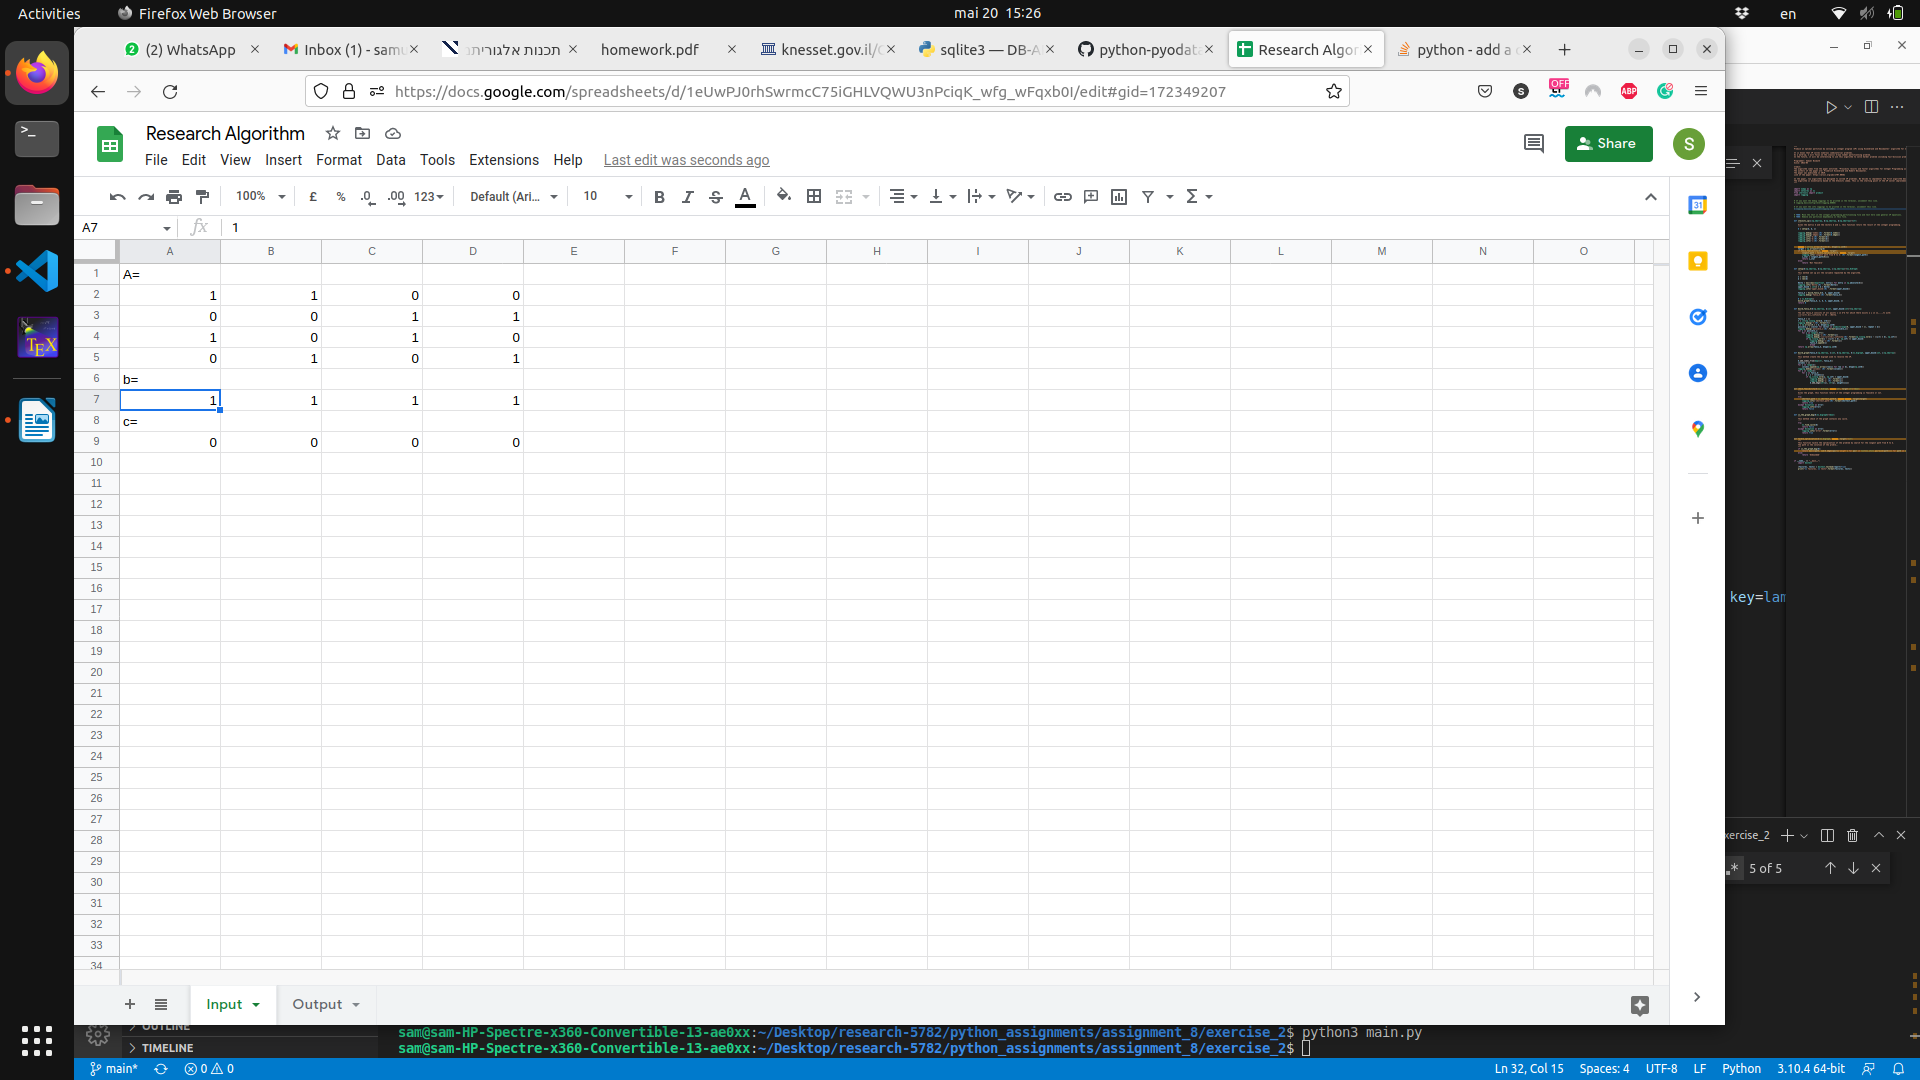 Activities
Firefox Web Browser
mai 20 15:26
en
(2) WhatsApp
Inbox (1) - samu
תכנות אלגורית
homework.pdf
knesset.gov.il/
sqlite3 — DB-A
python-pyodat
Research Algor
python - add a
https://docs.google.com/spreadsheets/d/1eUwPJ0rhSwrmcC75iGHLVQWU3nPciqK_wfg_wFqxb0I/edit#gid=172349207
OFF
S
ABP
Research Algorithm
File Edit View Insert Format Data Tools Extensions Help Last edit was seconds ago
Share
S
100% £ % .0 .00 123 Default (Ari... 10 B I S A
31
A7 fx 1
A B C D E F G H I J K L M N O
1 A=
2 1 1 0 0
3 0 0 1 1
4 1 0 1 0
5 0 1 0 1
6 b=
7 1 1 1 1
8 c=
9 0 0 0 0
10
11
12
13
14
15
16
17
18
19
20
21
22
23
24
25
26
27
28
29
30
31
32
33
34
key=lam
xercise_2
5 of 5
Input Output
OUTLINE
TIMELINE
sam@sam-HP-Spectre-x360-Convertible-13-ae0xx:~/Desktop/research-5782/python_assignments/assignment_8/exercise_2$ python3 main.py
sam@sam-HP-Spectre-x360-Convertible-13-ae0xx:~/Desktop/research-5782/python_assignments/assignment_8/exercise_2$
main* 0 0 Ln 32, Col 15 Spaces: 4 UTF-8 LF Python 3.10.4 64-bit